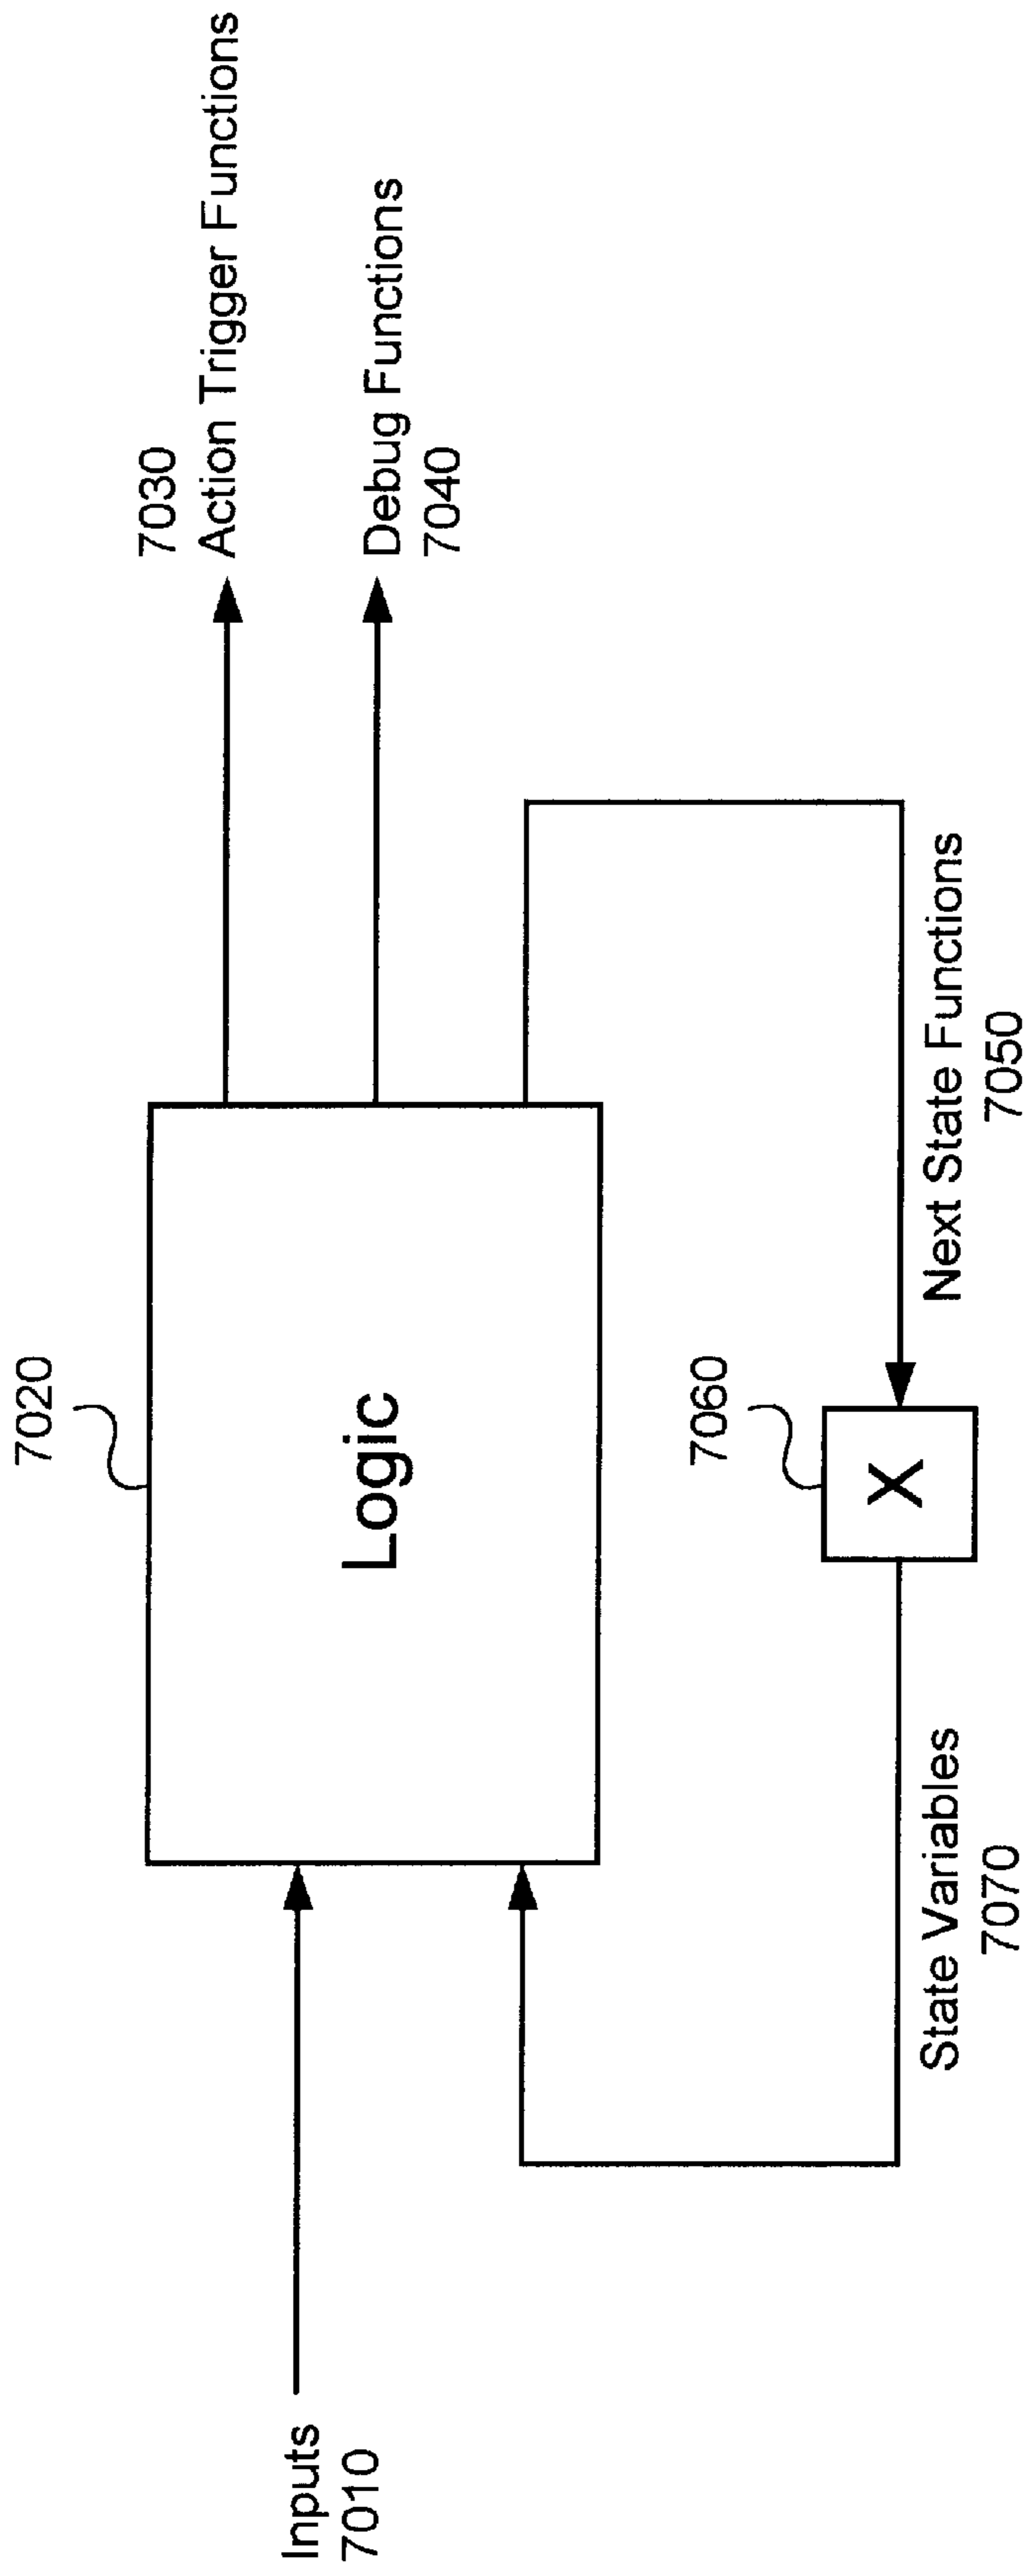 7020
Logic
Inputs
7010
7030
Action Trigger Functions
Debug Functions
7040
7060
X
State Variables
7070
Next State Functions
7050